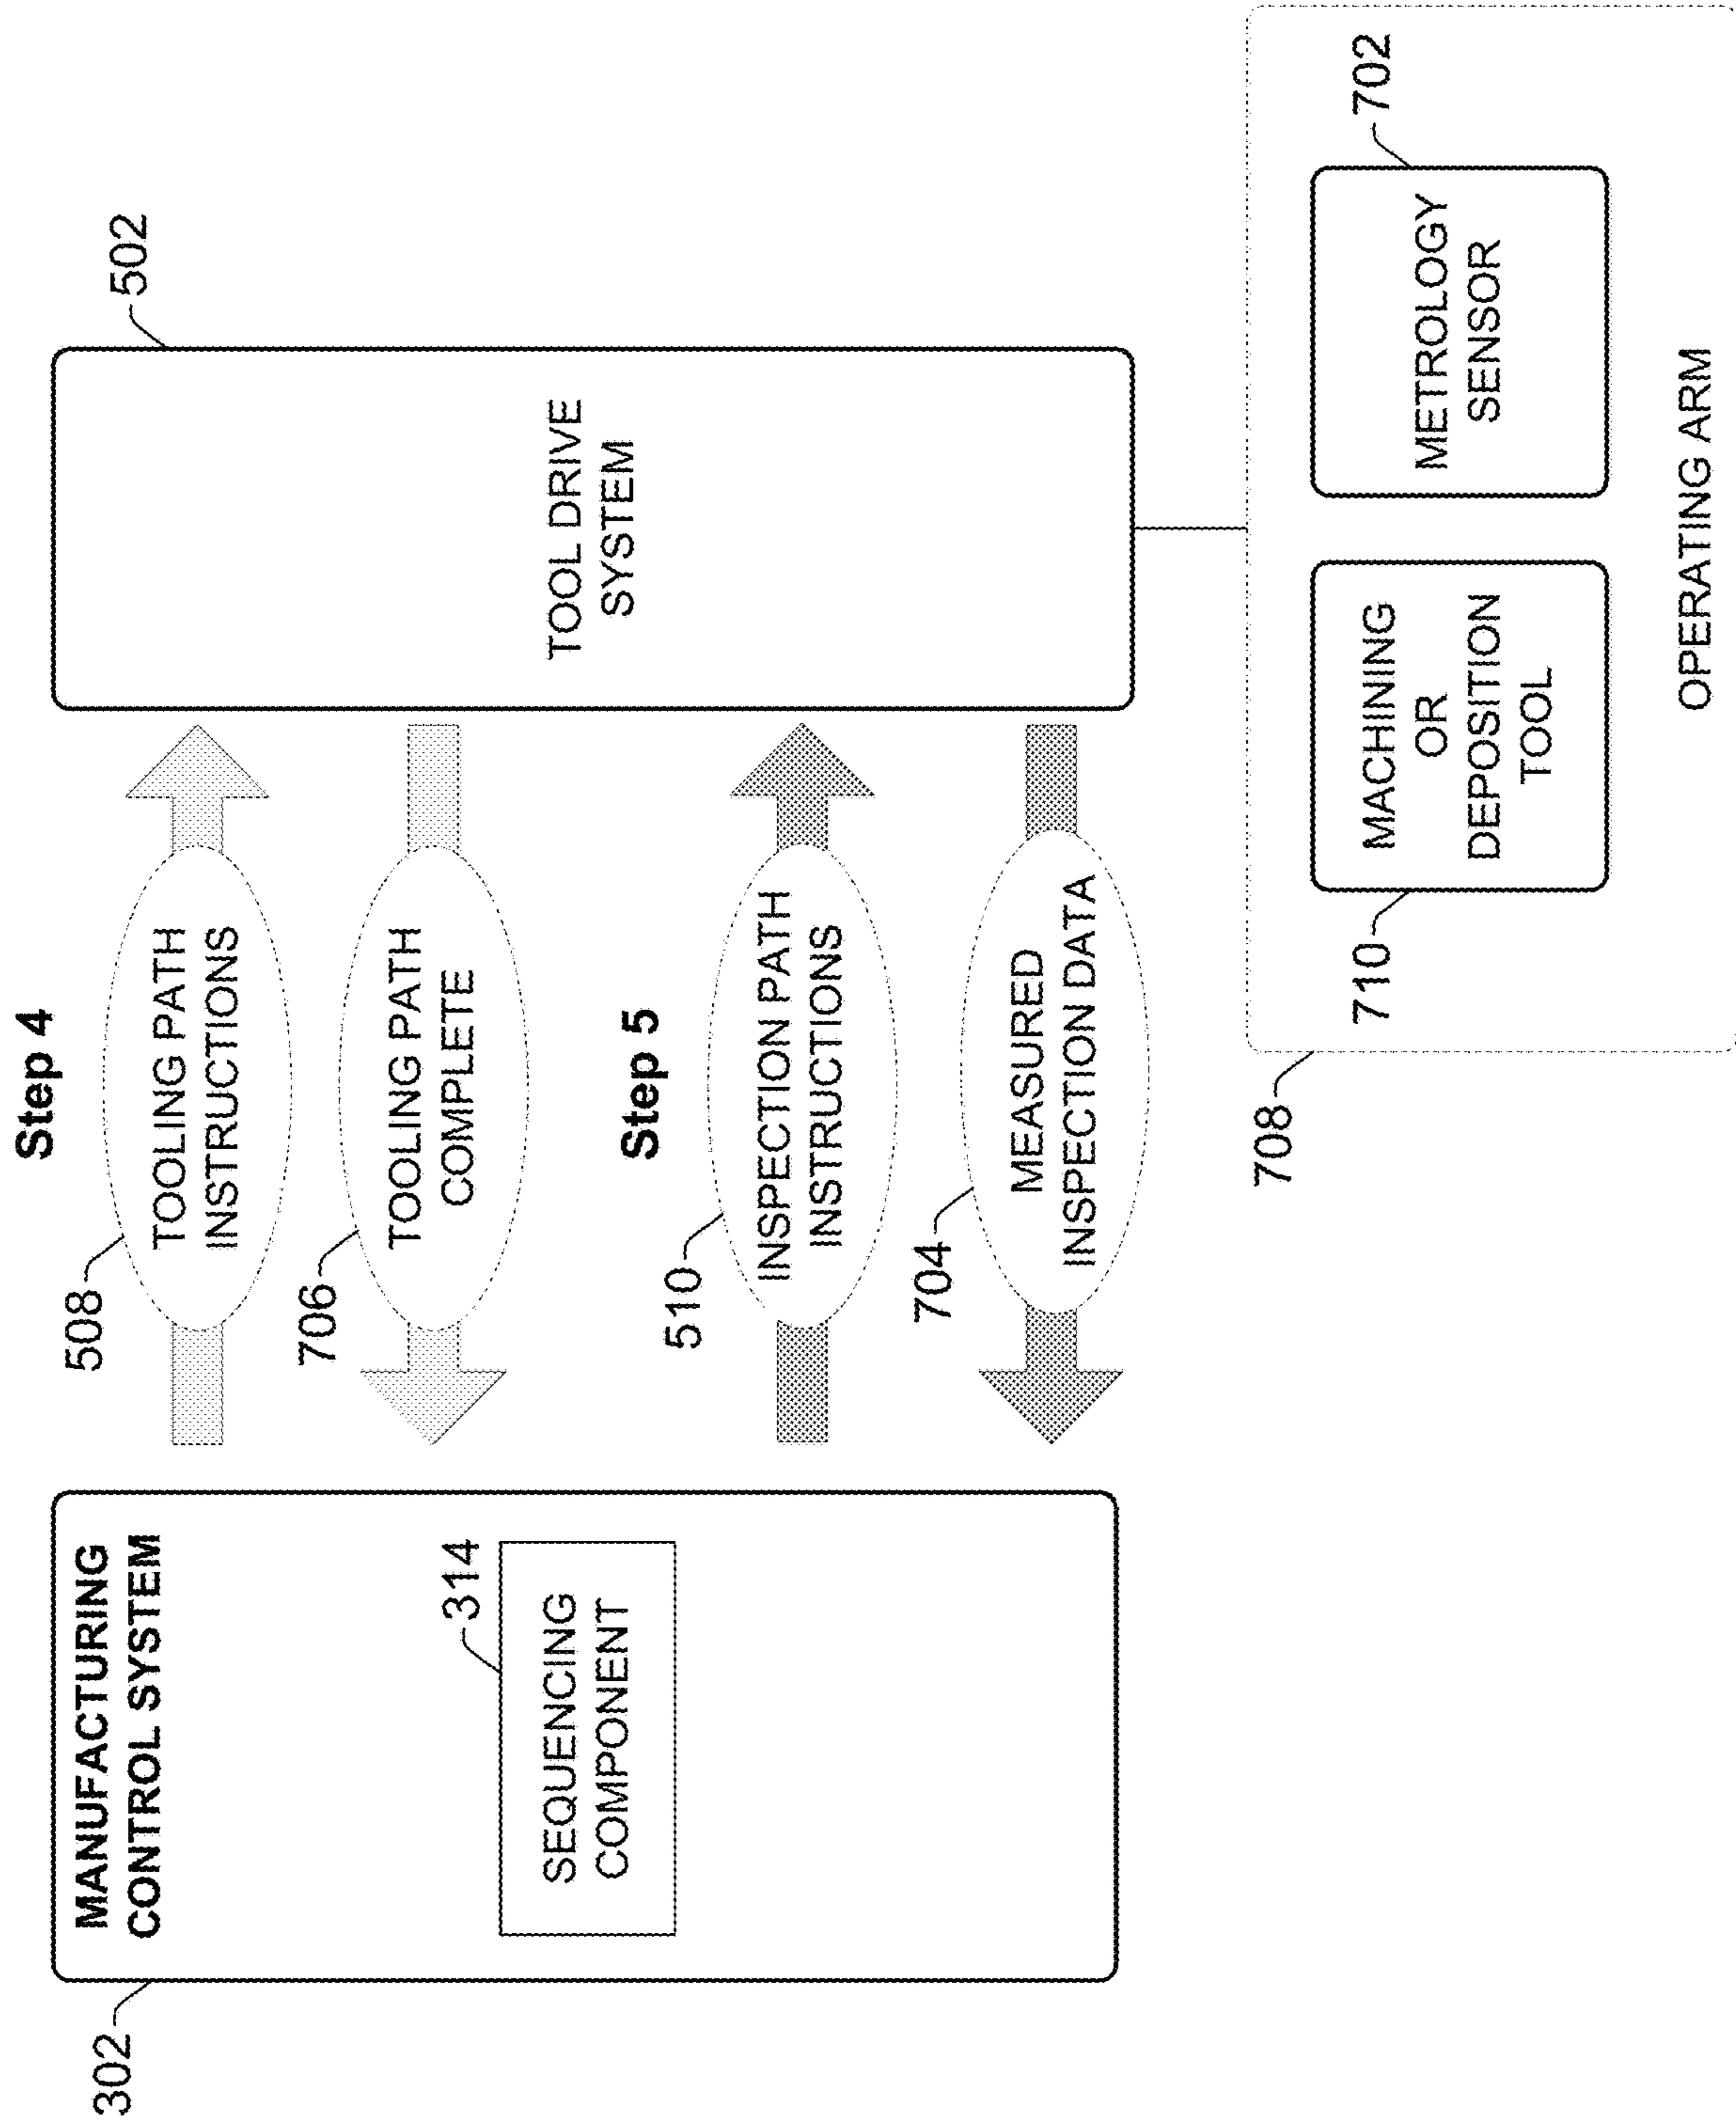 302
MANUFACTURING
CONTROL SYSTEM
314
SEQUENCING
COMPONENT
Step 4
508
TOOLING PATH
INSTRUCTIONS
706
TOOLING PATH
COMPLETE
Step 5
510
INSPECTION PATH
INSTRUCTIONS
704
MEASURED
INSPECTION DATA
502
TOOL DRIVE
SYSTEM
708
710
MACHINING
OR
DEPOSITION
TOOL
702
METROLOGY
SENSOR
OPERATING ARM